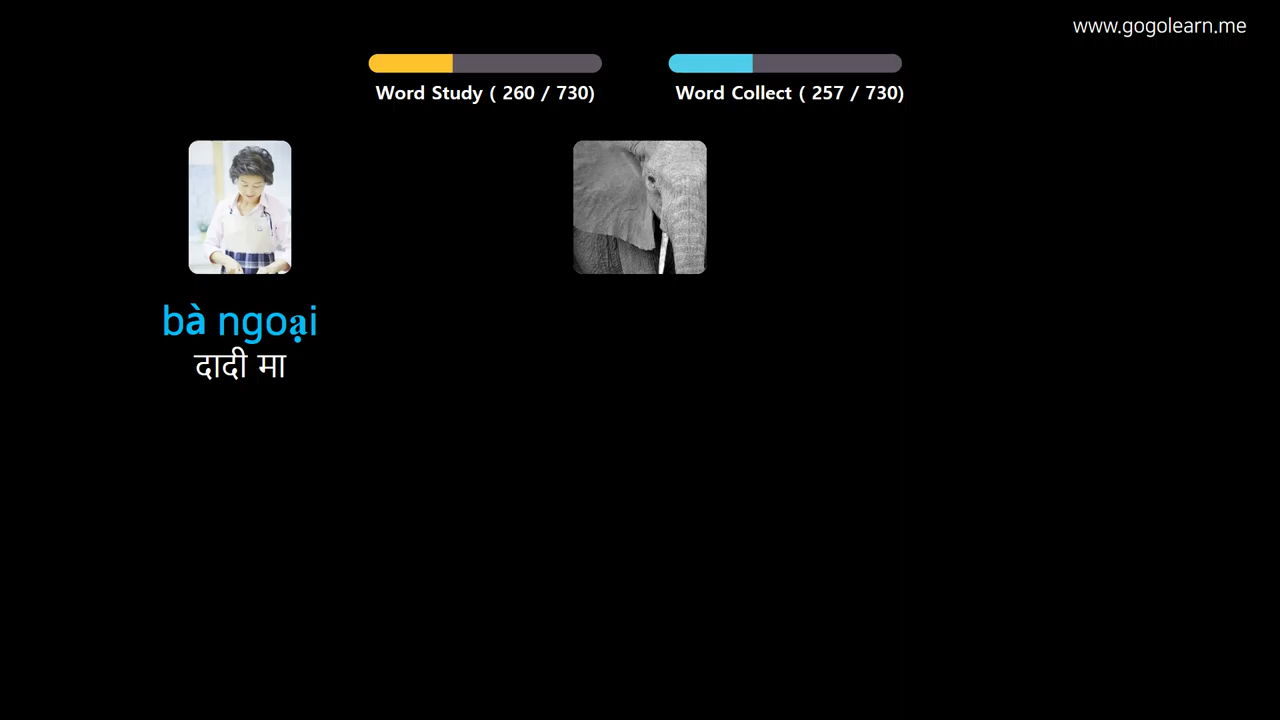 www.gogolearn.me
Word Study ( 260 / 730)
Word Collect ( 257 / 730)
bà ngoại
दादी मा